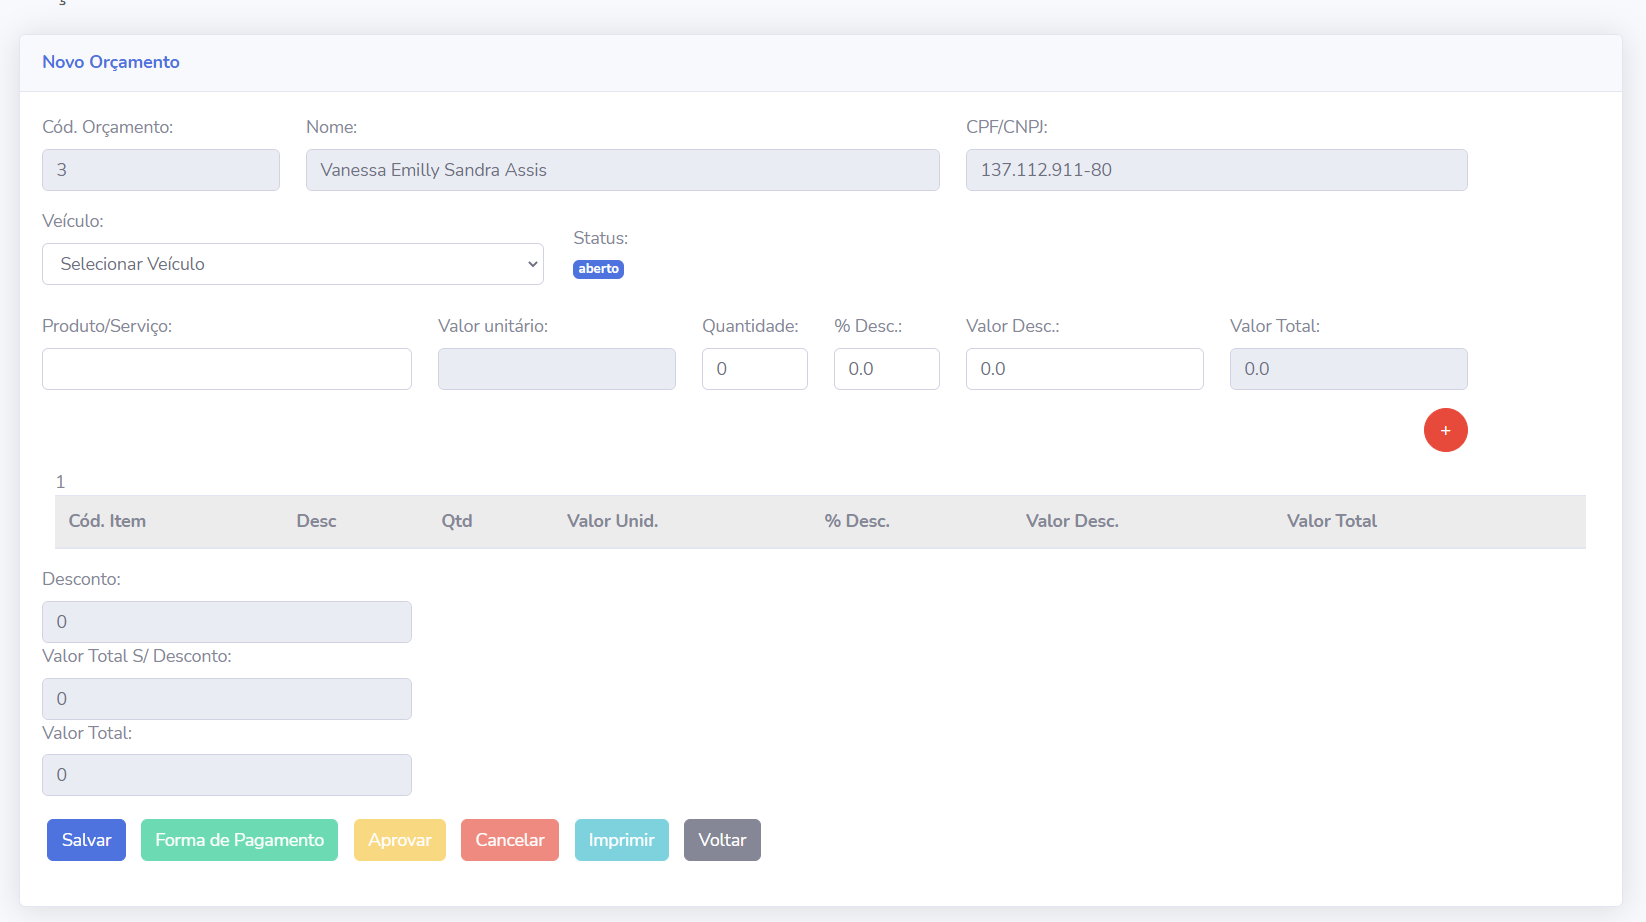 Novo Orçamento
Cód. Orçamento: Nome: CPF/CNPJ:
3 Vanessa Emilly Sandra Assis 137.112.911-80
Veículo:
Status:
Selecionar Veículo
aberto
Produto/Serviço: Valor unitário: Quantidade: % Desc.: Valor Desc.: Valor Total:
0 0.0 0.0 0.0
+
1
Cód. Item Desc Qtd Valor Unid. % Desc. Valor Desc. Valor Total
Desconto:
0
Valor Total S/ Desconto:
0
Valor Total:
0
Salvar Forma de Pagamento Aprovar Cancelar Imprimir Voltar